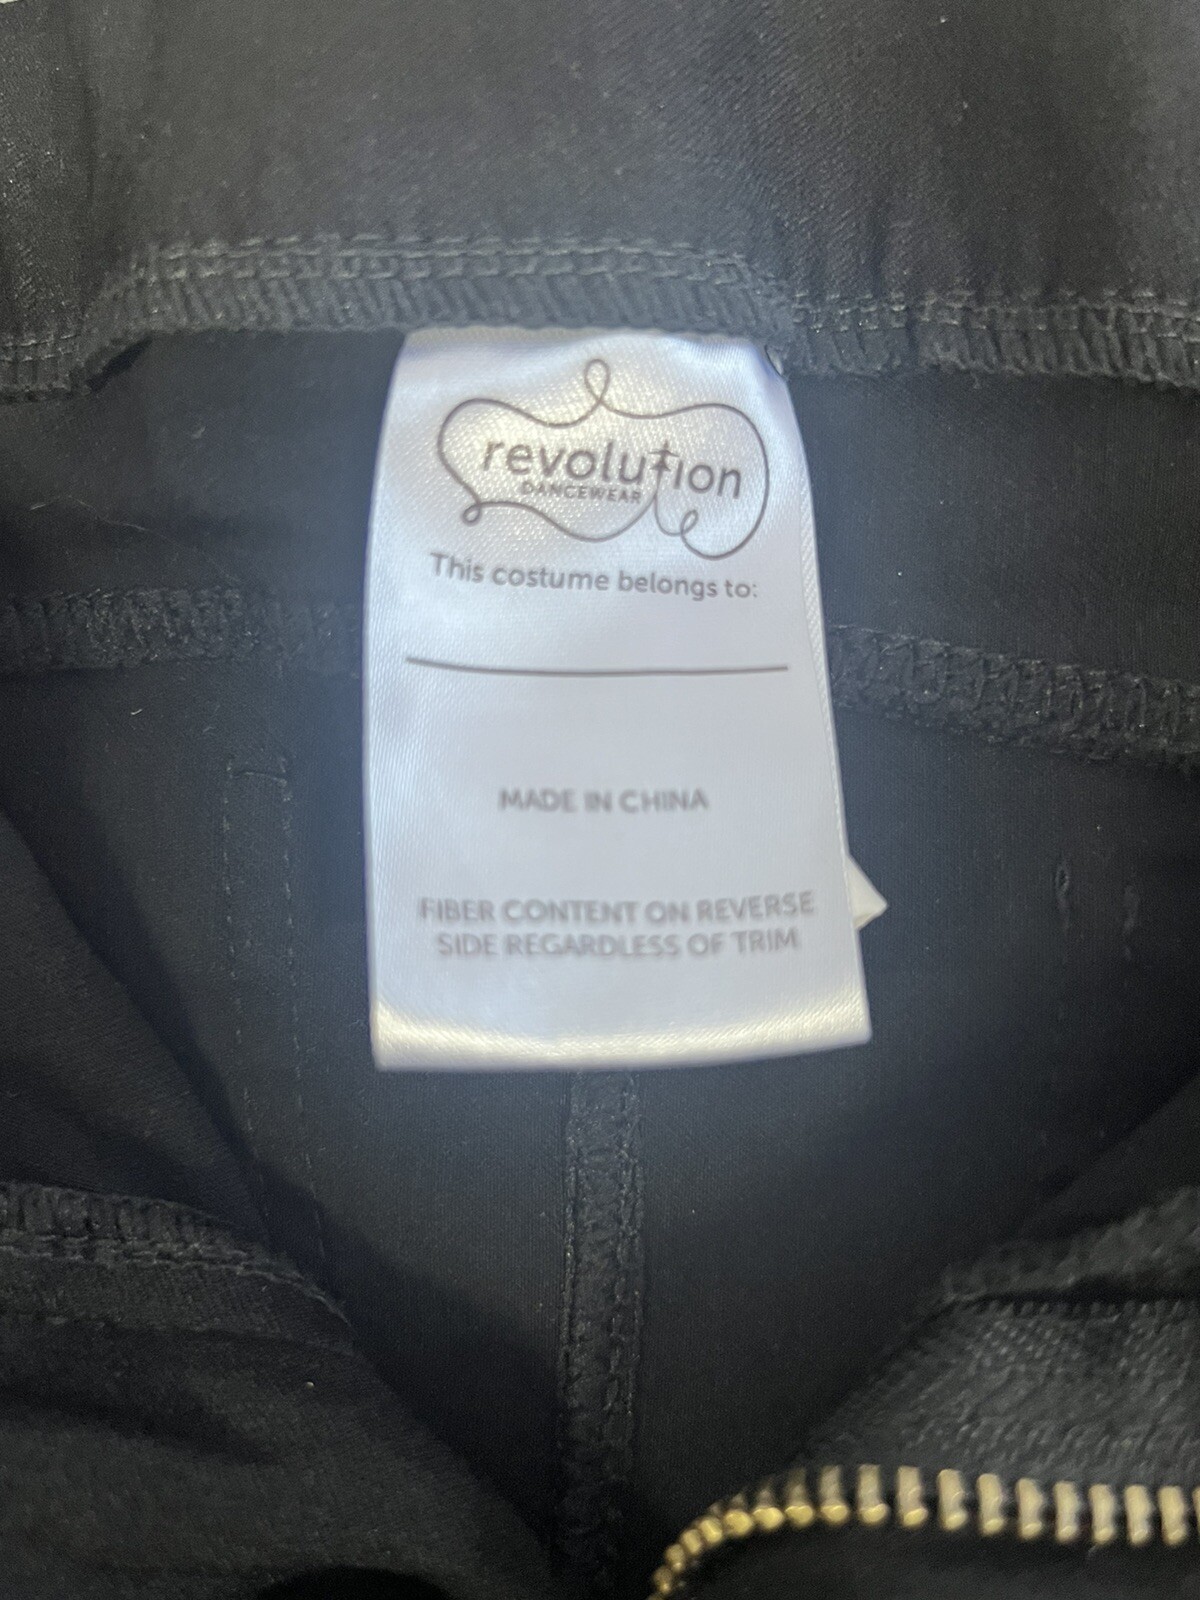 revolution
DANCEWEAR
This costume belongs to:
MADE IN CHINA
FIBER CONTENT ON REVERSE
SIDE REGARDLESS OF TRIM